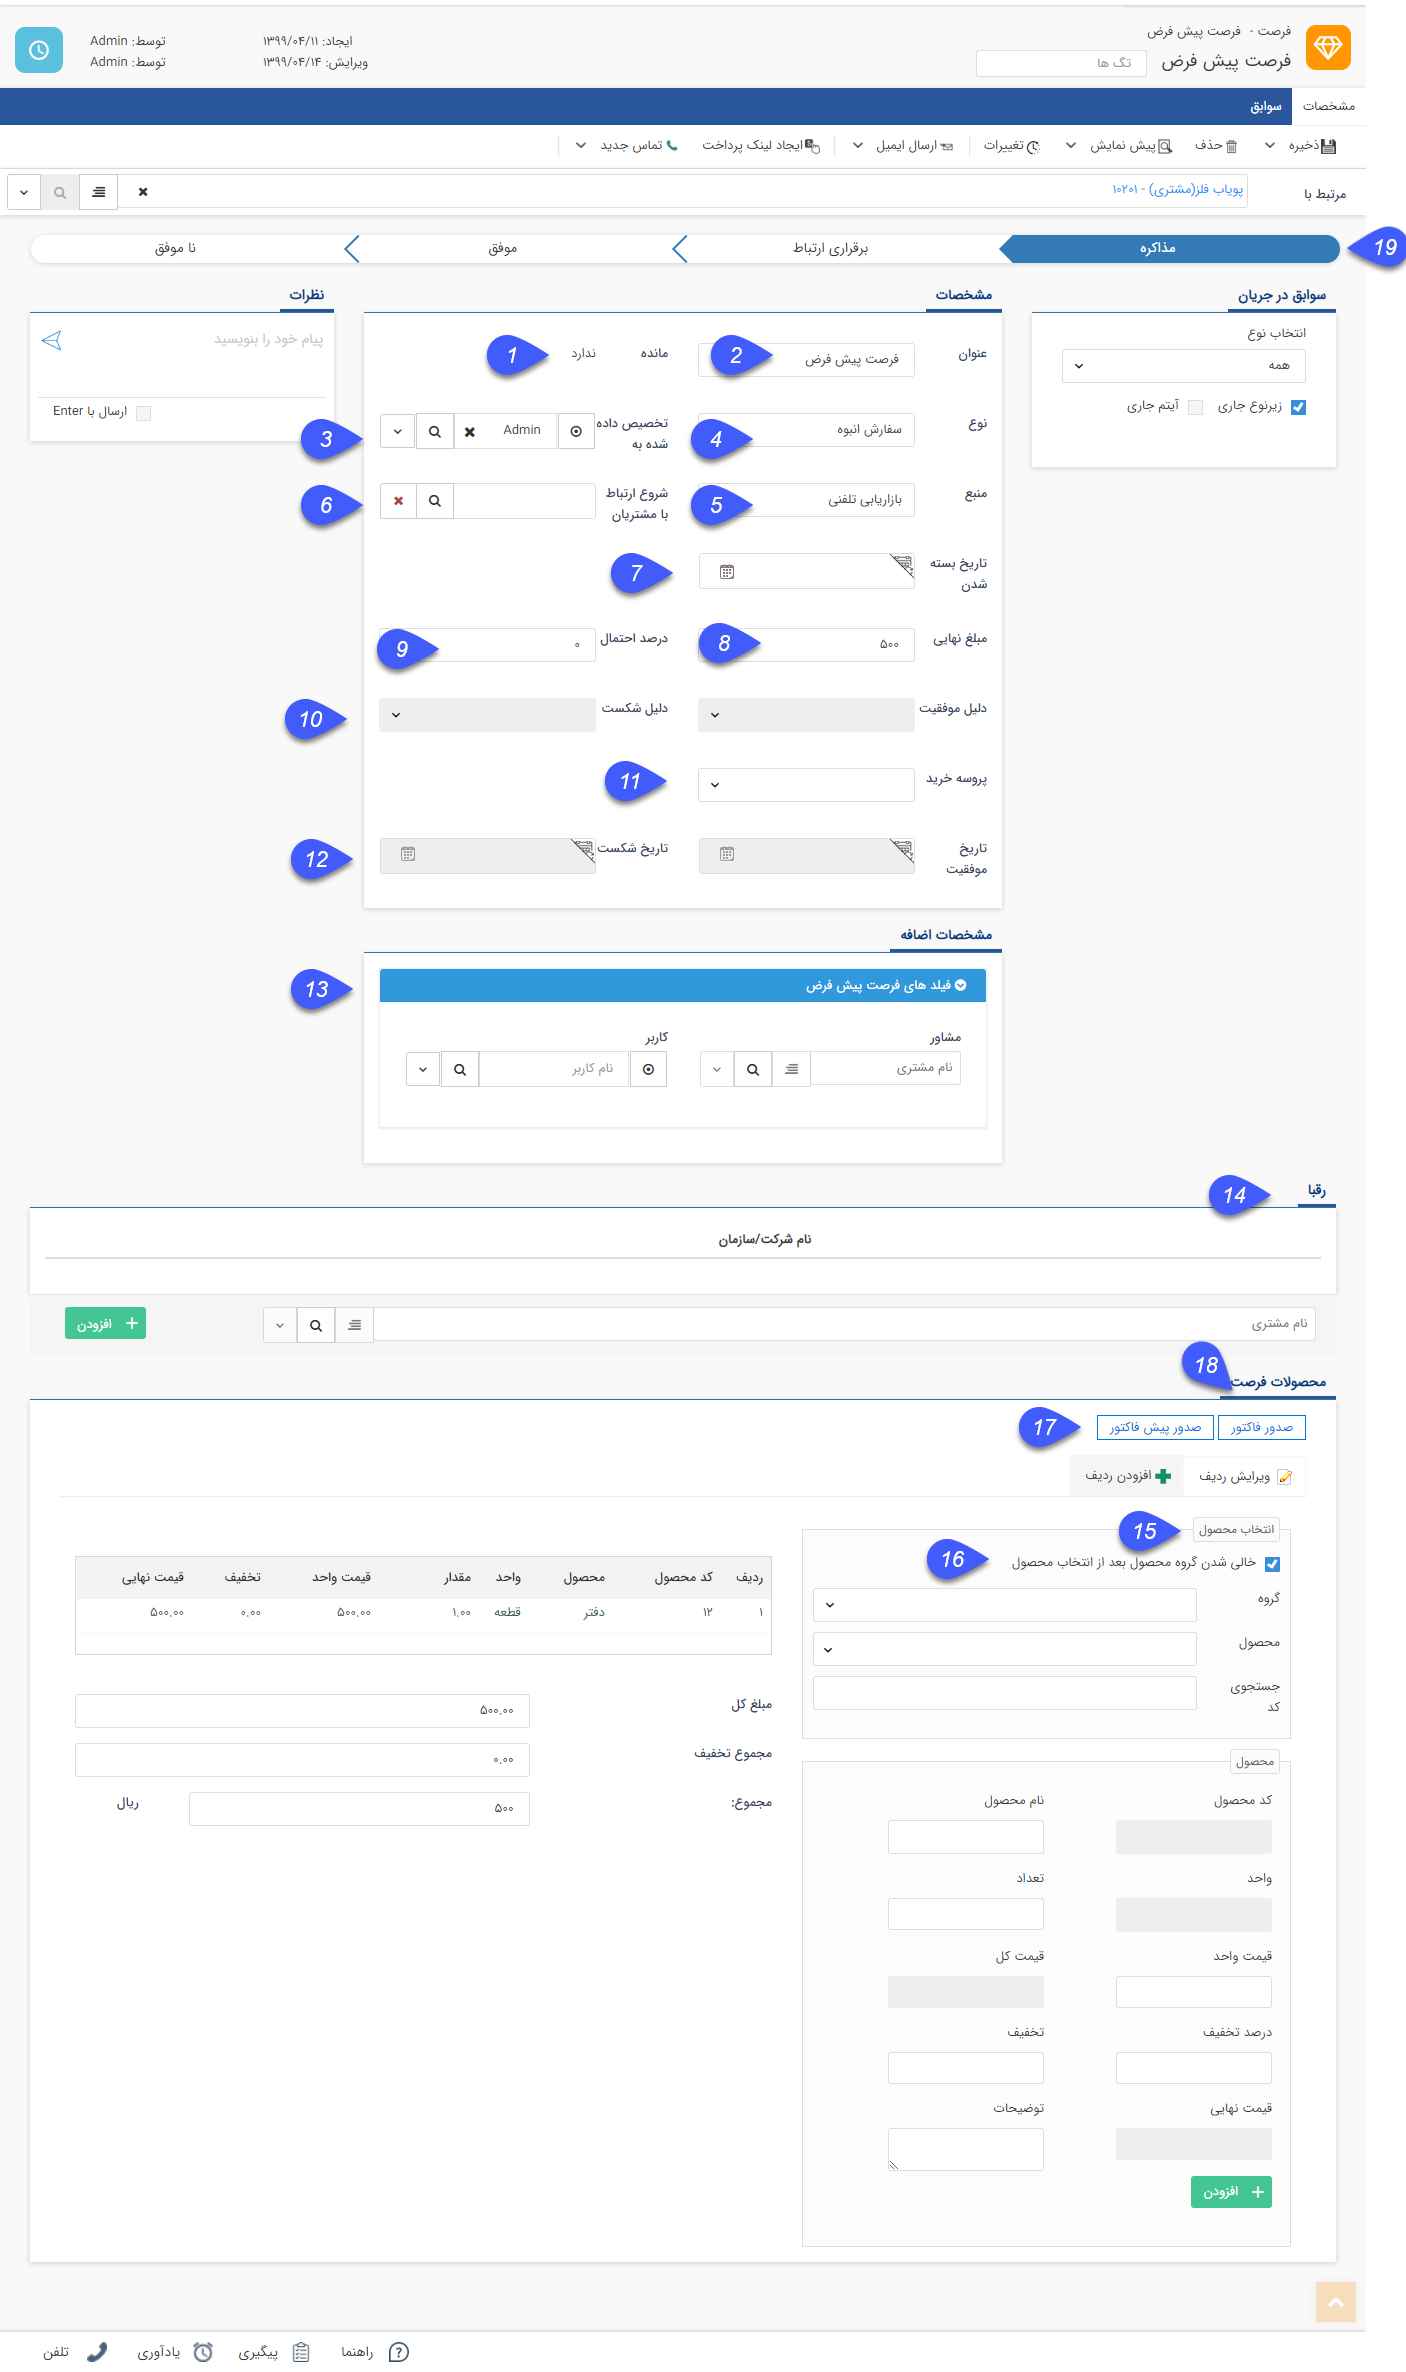 فرصت - فرصت پیش فرض
فرصت پیش فرض
تگ ها
ایجاد: ۱۳۹۹/۰۴/۱۱
توسط: Admin
ویرایش: ۱۳۹۹/۰۴/۱۴
توسط: Admin
مشخصات
سوابق
ذخیره
حذف
پیش نمایش
تغییرات
ارسال ایمیل
ایجاد لینک پرداخت
تماس جدید
مرتبط با
پویاب فلز(مشتری) - ۱۰۲۰۱
19
مذاکره
برقراری ارتباط
موفق
نا موفق
سوابق در جریان
انتخاب نوع
همه
زیرنوع جاری
آیتم جاری
مشخصات
عنوان
فرصت پیش فرض
2
مانده
ندارد
1
نوع
سفارش انبوه
4
تخصیص داده شده به
Admin
3
منبع
بازاریابی تلفنی
5
شروع ارتباط با مشتریان
6
تاریخ بسته شدن
7
مبلغ نهایی
۵۰۰
8
درصد احتمال
۰
9
دلیل موفقیت
دلیل شکست
10
پروسه خرید
11
تاریخ موفقیت
تاریخ شکست
12
نظرات
پیام خود را بنویسید
ارسال با Enter
مشخصات اضافه
13
فیلد های فرصت پیش فرض
مشاور
نام مشتری
کاربر
نام کاربر
رقبا
14
نام شرکت/سازمان
نام مشتری
افزودن
18
محصولات فرصت
صدور فاکتور
صدور پیش فاکتور
17
ویرایش ردیف
افزودن ردیف
انتخاب محصول
15
خالی شدن گروه محصول بعد از انتخاب محصول
16
گروه
محصول
جستجوی کد
ردیف کد محصول محصول واحد مقدار قیمت واحد تخفیف قیمت نهایی
۱ ۱۲ دفتر قطعه ۱.۰۰ ۵۰۰.۰۰ ۰.۰۰ ۵۰۰.۰۰
مبلغ کل
۵۰۰.۰۰
مجموع تخفیف
۰.۰۰
مجموع:
۵۰۰
ریال
محصول
کد محصول
نام محصول
واحد
تعداد
قیمت واحد
قیمت کل
درصد تخفیف
تخفیف
قیمت نهایی
توضیحات
افزودن
راهنما
پیگیری
یادآوری
تلفن